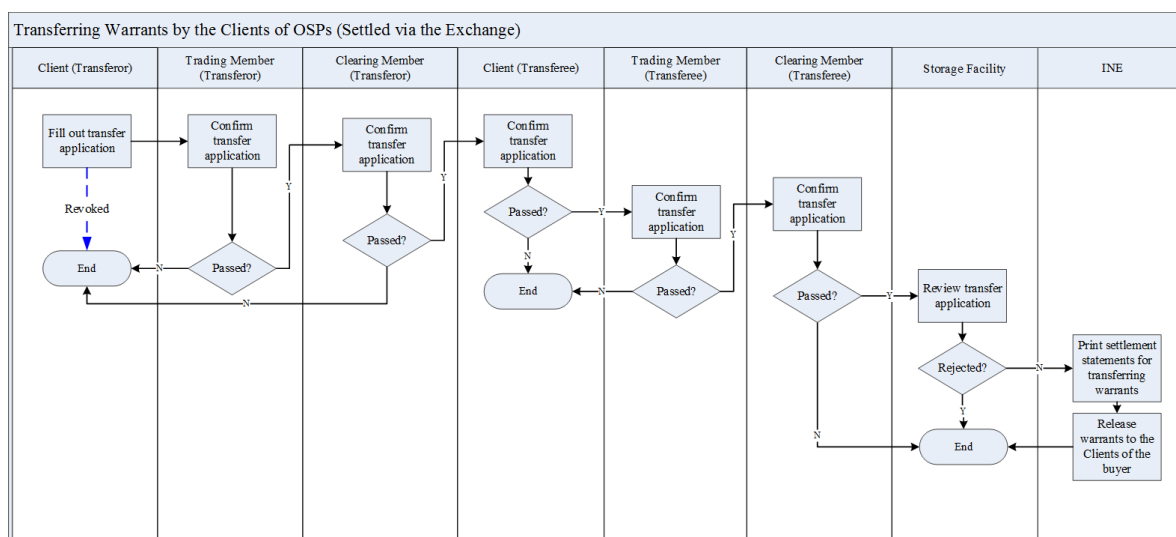 Transferring Warrants by the Clients of OSPs (Settled via the Exchange)
Client (Transferor)
Trading Member
(Transferor)
Clearing Member
(Transferor)
Client (Transferee)
Trading Member
(Transferee)
Clearing Member
(Transferee)
Storage Facility
INE
Fill out transfer
application
Revoked
End
Confirm
transfer
application
Passed?
N
Y
Confirm
transfer
application
Passed?
N
Y
Confirm
transfer
application
Passed?
Y
N
End
Confirm
transfer
application
Passed?
N
Y
Confirm
transfer
application
Passed?
Y
N
Review transfer
application
Rejected?
N
Y
End
Print settlement
statements for
transferring
warrants
Release
warrants to the
Clients of the
buyer